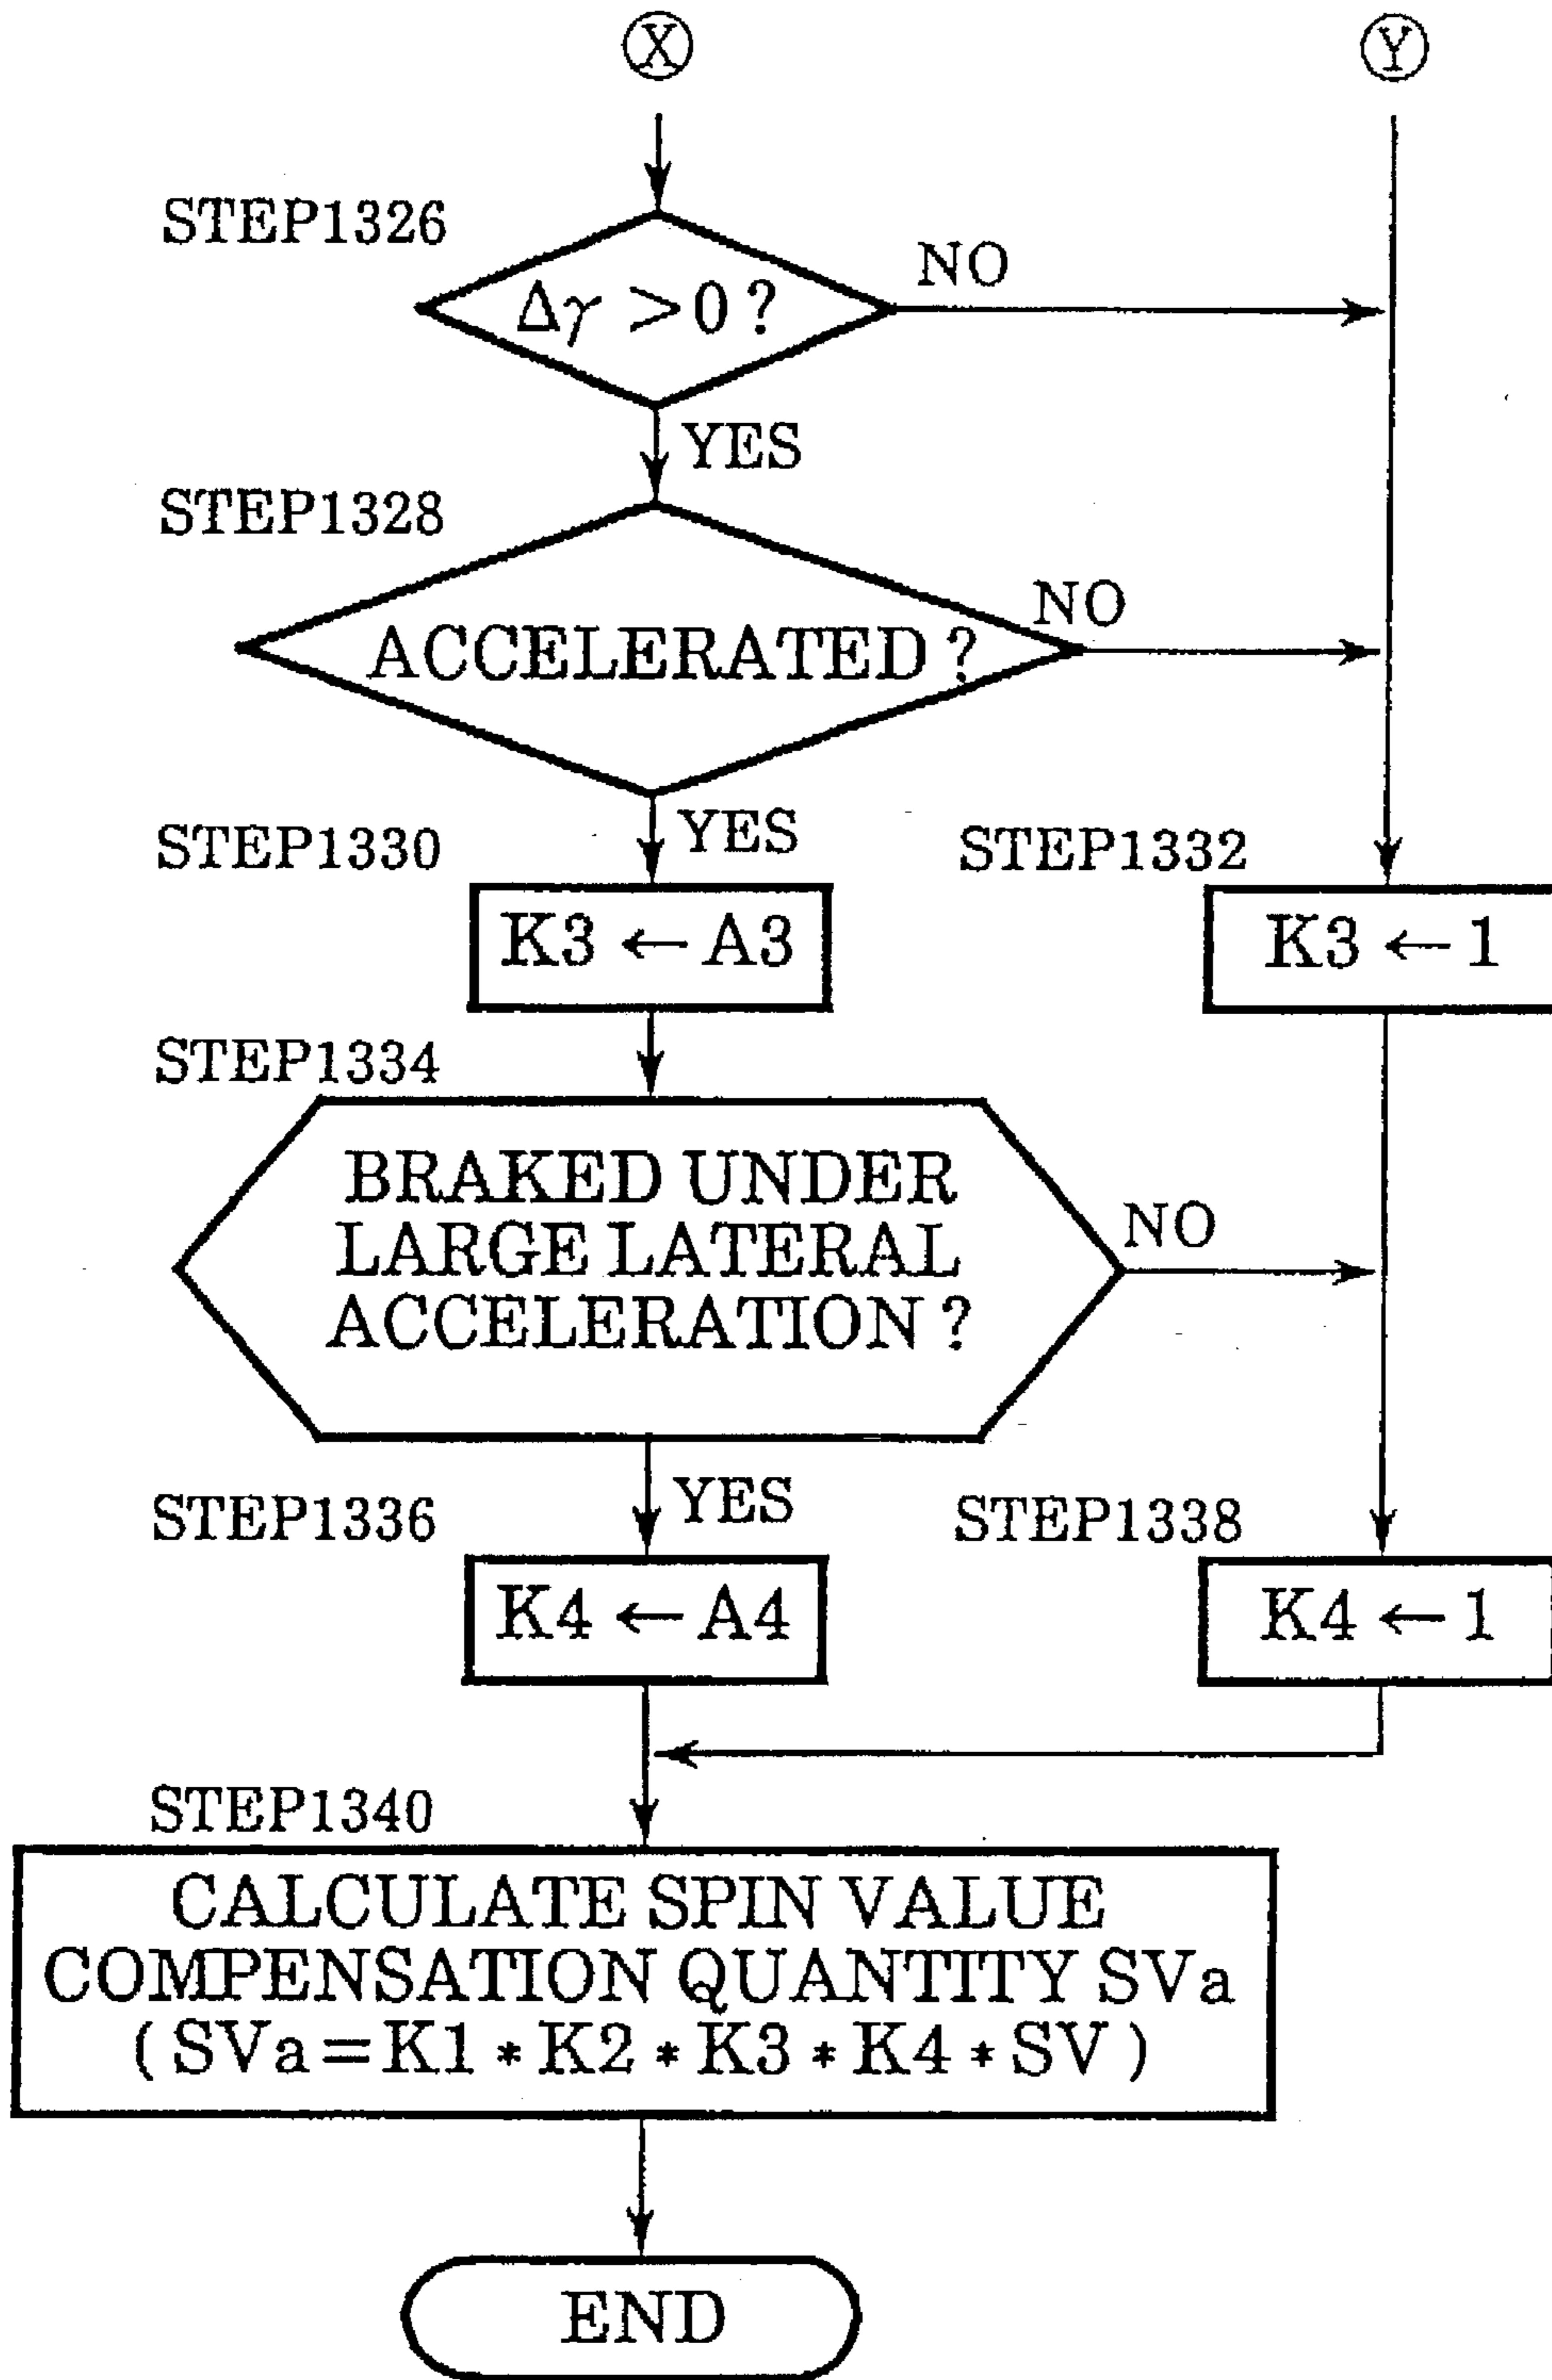 X
Y
STEP1326
Δγ >0 ?
NO
YES
STEP1328
ACCELERATED ?
NO
YES
STEP1330
STEP1332
K3 ← A3
K3 ← 1
STEP1334
BRAKED UNDER
LARGE LATERAL
ACCELERATION ?
NO
YES
STEP1336
STEP1338
K4 ← A4
K4 ← 1
STEP1340
CALCULATE SPIN VALUE
COMPENSATION QUANTITY SVa
( SVa = K1 * K2 * K3 * K4 * SV )
END